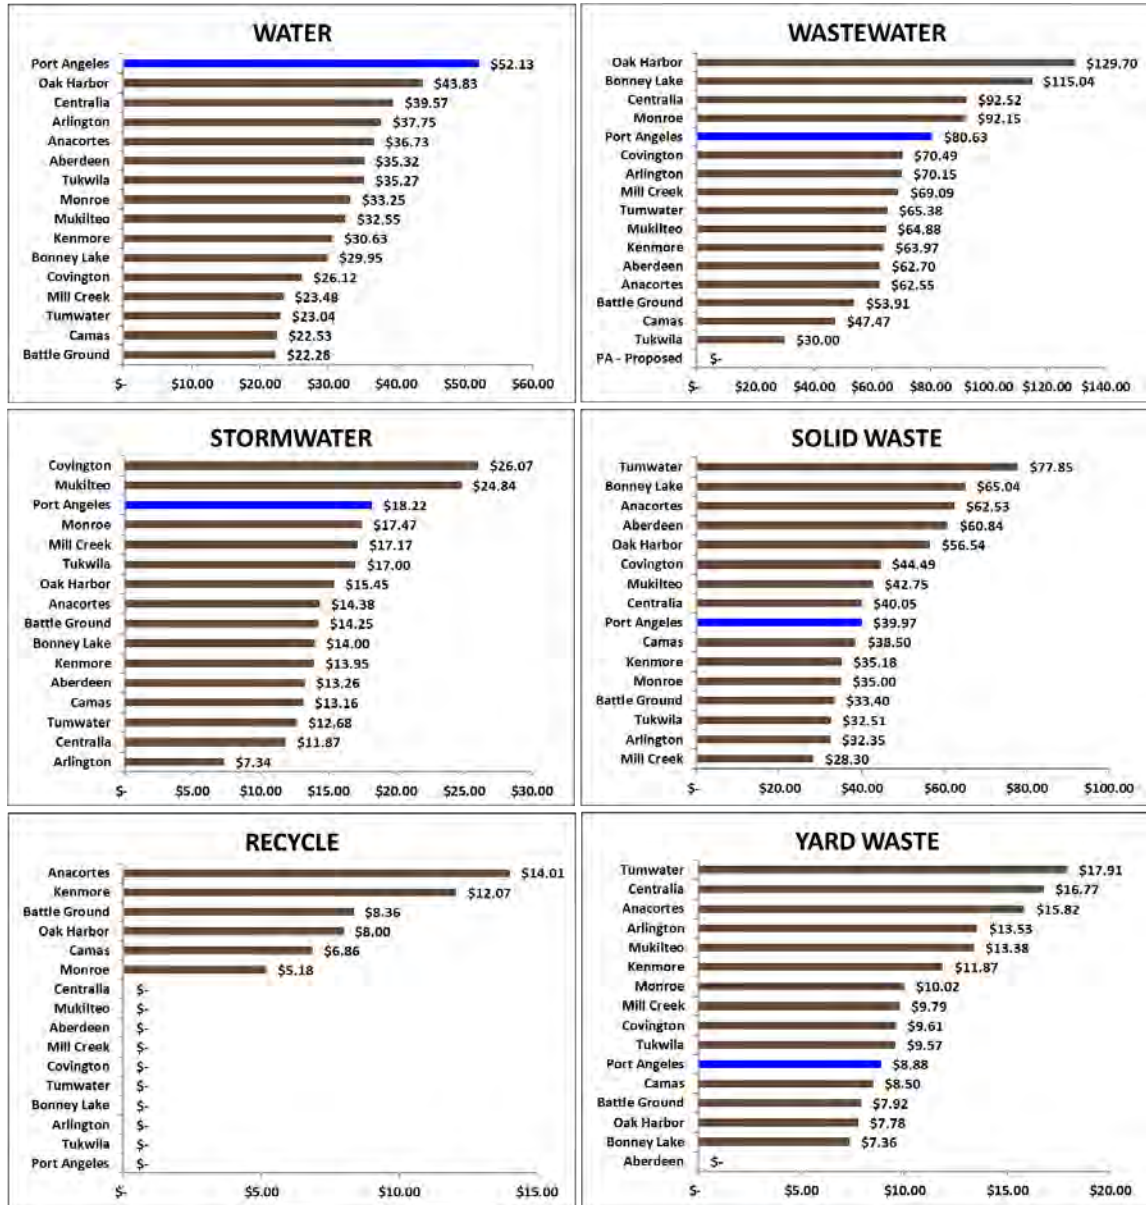 WATER
Port Angeles $52.13
Oak Harbor $43.83
Centralia $39.57
Arlington $37.75
Anacortes $36.73
Aberdeen $35.32
Tukwila $35.27
Monroe $33.25
Mukilteo $32.55
Kenmore $30.63
Bonney Lake $29.95
Covington $26.12
Mill Creek $23.48
Tumwater $23.04
Camas $22.53
Battle Ground $22.28
$- $10.00 $20.00 $30.00 $40.00 $50.00 $60.00
WASTEWATER
Oak Harbor $129.70
Bonney Lake $115.04
Centralia $92.52
Monroe $92.15
Port Angeles $80.63
Covington $70.49
Arlington $70.15
Mill Creek $69.09
Tumwater $65.38
Mukilteo $64.88
Kenmore $63.97
Aberdeen $62.70
Anacortes $62.55
Battle Ground $53.91
Camas $47.47
Tukwila $30.00
PA - Proposed $-
$- $20.00 $40.00 $60.00 $80.00 $100.00 $120.00 $140.00
STORMWATER
Covington $26.07
Mukilteo $24.84
Port Angeles $18.22
Monroe $17.47
Mill Creek $17.17
Tukwila $17.00
Oak Harbor $15.45
Anacortes $14.38
Battle Ground $14.25
Bonney Lake $14.00
Kenmore $13.95
Aberdeen $13.26
Camas $13.16
Tumwater $12.68
Centralia $11.87
Arlington $7.34
$- $5.00 $10.00 $15.00 $20.00 $25.00 $30.00
SOLID WASTE
Tumwater $77.85
Bonney Lake $65.04
Anacortes $62.53
Aberdeen $60.84
Oak Harbor $56.54
Covington $44.49
Mukilteo $42.75
Centralia $40.05
Port Angeles $39.97
Camas $38.50
Kenmore $35.18
Monroe $35.00
Battle Ground $33.40
Tukwila $32.51
Arlington $32.35
Mill Creek $28.30
$- $20.00 $40.00 $60.00 $80.00 $100.00
RECYCLE
Anacortes $14.01
Kenmore $12.07
Battle Ground $8.36
Oak Harbor $8.00
Camas $6.86
Monroe $5.18
Centralia $-
Mukilteo $-
Aberdeen $-
Mill Creek $-
Covington $-
Tumwater $-
Bonney Lake $-
Arlington $-
Tukwila $-
Port Angeles $-
$- $5.00 $10.00 $15.00
YARD WASTE
Tumwater $17.91
Centralia $16.77
Anacortes $15.82
Arlington $13.53
Mukilteo $13.38
Kenmore $11.87
Monroe $10.02
Mill Creek $9.79
Covington $9.61
Tukwila $9.57
Port Angeles $8.88
Camas $8.50
Battle Ground $7.92
Oak Harbor $7.78
Bonney Lake $7.36
Aberdeen $-
$- $5.00 $10.00 $15.00 $20.00